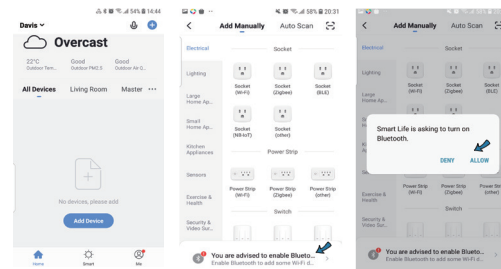 54% 14:44
Davis
Overcast
22°C Good Good
Outdoor Tem... Outdoor PM2.5 Outdoor Air Q...
All Devices Living Room Master ...
No devices, please add
Add Device
Home Smart Me
58% 20:31
Add Manually Auto Scan
Electrical
Lighting
Large
Home Ap...
Small
Home Ap...
Kitchen
Appliances
Sensors
Exercise &
Health
Security &
Video Sur...
Socket
Socket Socket Socket
(Wi-Fi) (Zigbee) (BLE)
Socket Socket
(NB-IoT) (other)
Power Strip
Power Strip Power Strip Power Strip
(Wi-Fi) (Zigbee) (other)
Switch
You are advised to enable Blueto...
Enable Bluetooth to add some Wi-Fi d...
Add Manually Auto Scan
Electrical
Lighting
Large
Home Ap...
Socket
Socket Socket Socket
(Wi-Fi) (Zigbee) (BLE)
Smart Life is asking to turn on
Bluetooth.
DENY ALLOW
Power Strip Power Strip Power Strip
(Wi-Fi) (Zigbee) (other)
Exercise &
Health
Switch
Security &
Video Sur...
You are advised to enable Blueto...
Enable Bluetooth to add some Wi-Fi d...